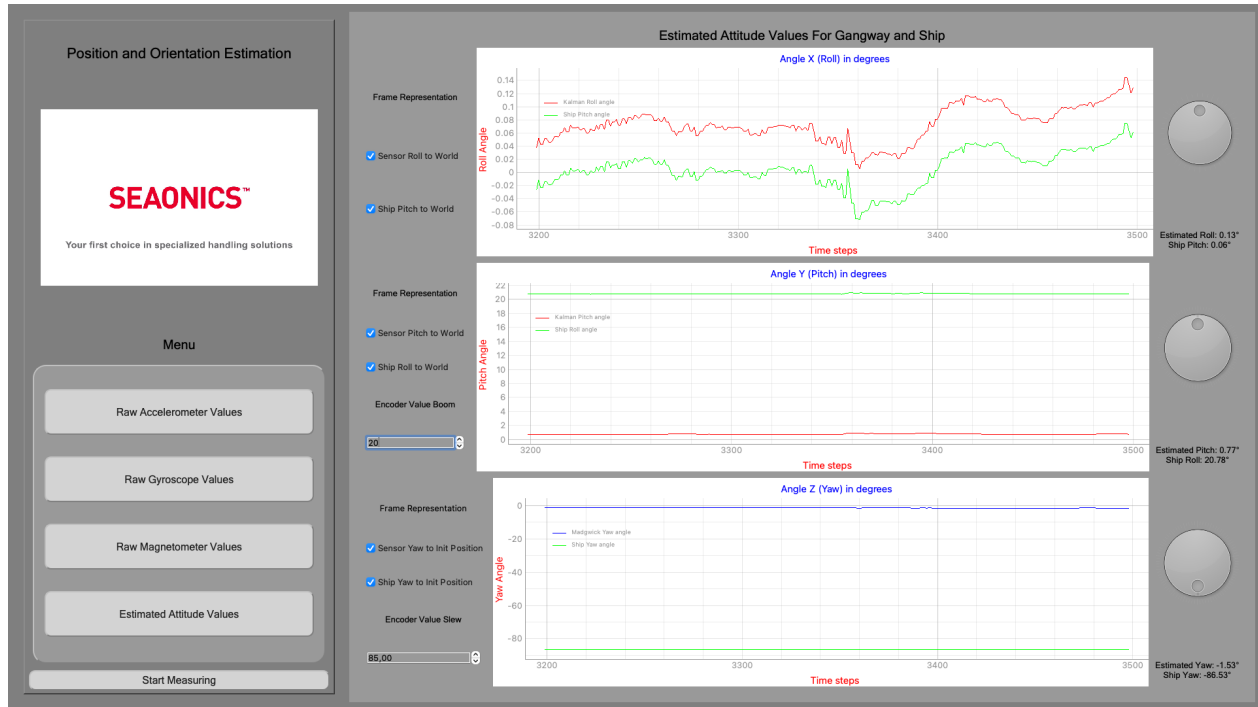 Position and Orientation Estimation
SEAONICS™
Your first choice in specialized handling solutions
Menu
Raw Accelerometer Values
Raw Gyroscope Values
Raw Magnetometer Values
Estimated Attitude Values
Start Measuring
Estimated Attitude Values For Gangway and Ship
Frame Representation
Sensor Roll to World
Ship Pitch to World
Angle X (Roll) in degrees
Roll Angle
0.14
0.12
0.1
0.08
0.06
0.04
0.02
0
-0.02
-0.04
-0.06
-0.08
Kalman Roll angle
Ship Pitch angle
3200 3300 3400 3500
Time steps
Estimated Roll: 0.13°
Ship Pitch: 0.06°
Frame Representation
Sensor Pitch to World
Ship Roll to World
Encoder Value Boom
20
Angle Y (Pitch) in degrees
Pitch Angle
22
20
18
16
14
12
10
8
6
4
2
0
Kalman Pitch angle
Ship Roll angle
3200 3300 3400 3500
Time steps
Estimated Pitch: 0.77°
Ship Roll: 20.78°
Frame Representation
Sensor Yaw to Init Position
Ship Yaw to Init Position
Encoder Value Slew
85,00
Angle Z (Yaw) in degrees
Yaw Angle
0
-20
-40
-60
-80
Madgwick Yaw angle
Ship Yaw angle
3200 3300 3400 3500
Time steps
Estimated Yaw: -1.53°
Ship Yaw: -86.53°